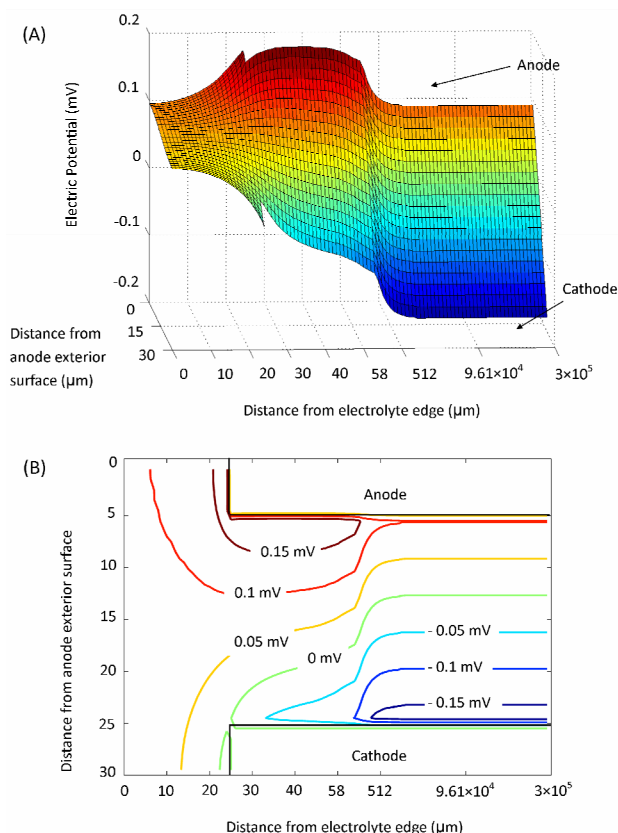 (A)
0.2
0.1
0
-0.1
-0.2
Electric Potential (mV)
Anode
Cathode
0
15
30
Distance from
anode exterior
surface (μm)
0 10 20 30 40 58 512 9.61×10⁴ 3×10⁵
Distance from electrolyte edge (μm)
(B)
0
5
10
15
20
25
30
Distance from anode exterior surface
Anode
0.15 mV
0.1 mV
0.05 mV
0 mV
- 0.05 mV
- 0.1 mV
- 0.15 mV
Cathode
0 10 20 30 40 58 512 9.61×10⁴ 3×10⁵
Distance from electrolyte edge (μm)